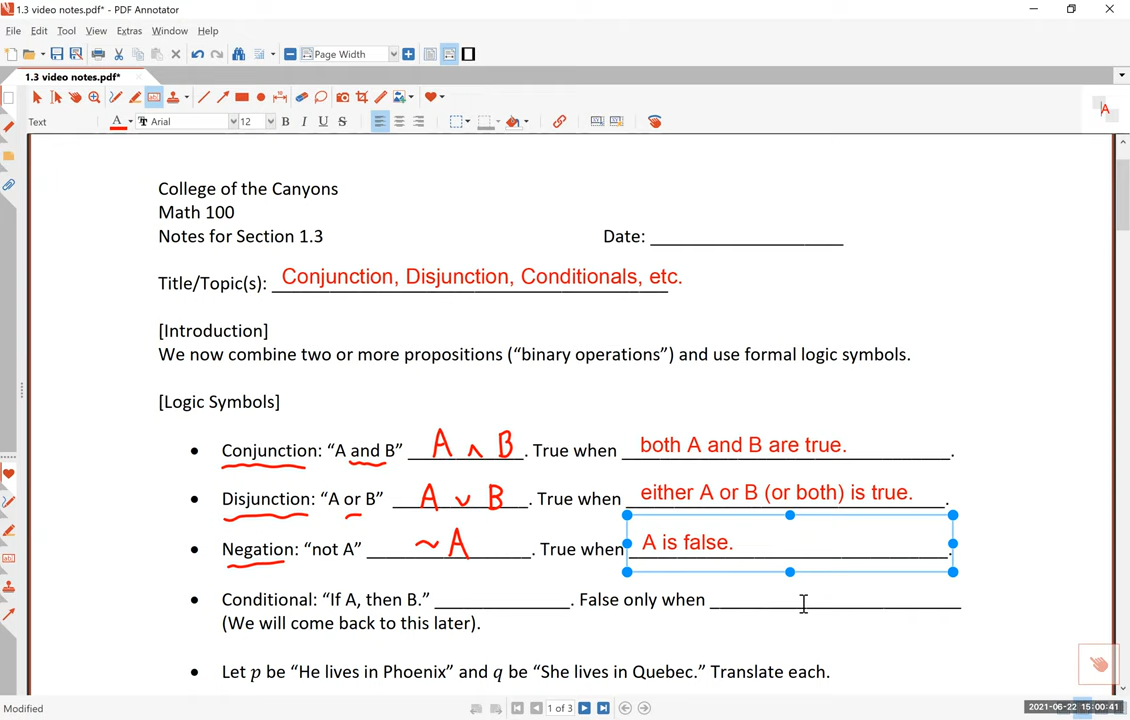 1.3 video notes.pdf* - PDF Annotator
File Edit Tool View Extras Window Help
Page Width
1.3 video notes.pdf*
Text A Arial 12 B I U S
A
College of the Canyons
Math 100
Notes for Section 1.3 Date: ____________________
Title/Topic(s): Conjunction, Disjunction, Conditionals, etc.
[Introduction]
We now combine two or more propositions (“binary operations”) and use formal logic symbols.
[Logic Symbols]
• Conjunction: “A and B” A ∧ B. True when both A and B are true. .
• Disjunction: “A or B” A ∨ B. True when either A or B (or both) is true. .
• Negation: “not A” ~A. True when A is false. .
• Conditional: “If A, then B.” ______________. False only when __________________________
(We will come back to this later).
• Let p be “He lives in Phoenix” and q be “She lives in Quebec.” Translate each.
1 of 3
Modified 2021-06-22 15:00:41